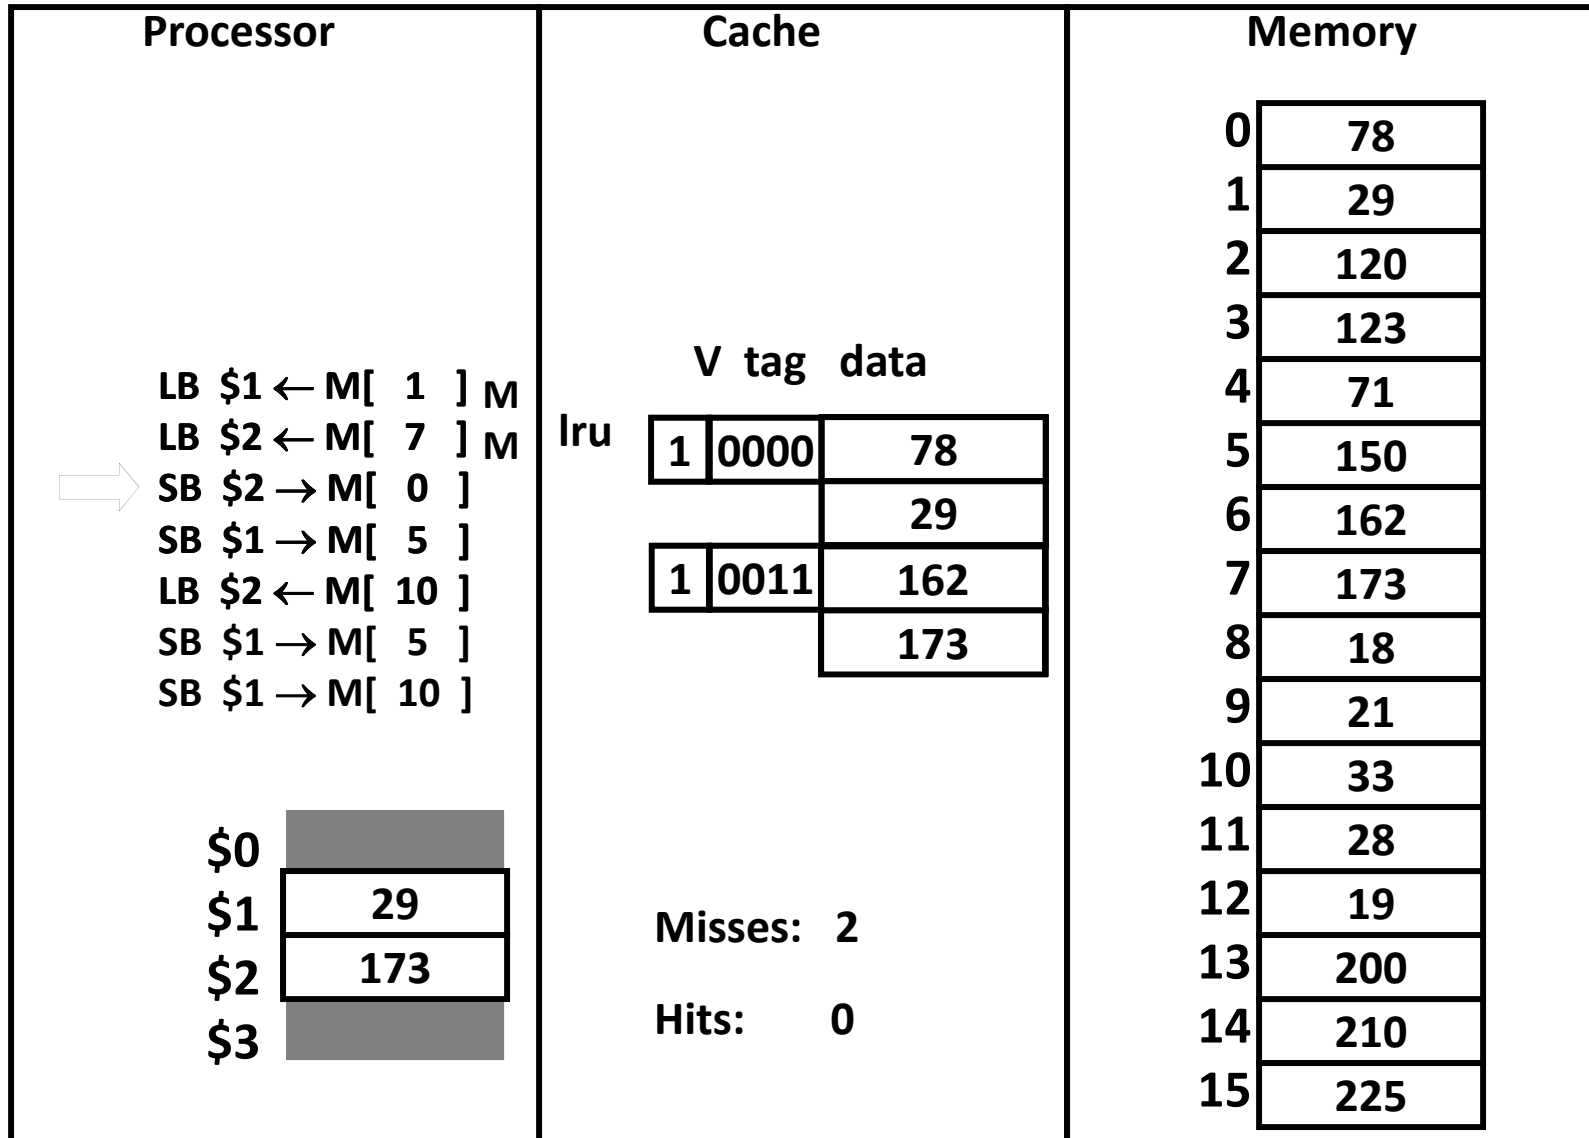 Processor
LB $1 ← M[ 1 ] M
LB $2 ← M[ 7 ] M
SB $2 → M[ 0 ]
SB $1 → M[ 5 ]
LB $2 ← M[ 10 ]
SB $1 → M[ 5 ]
SB $1 → M[ 10 ]
$0
$1 29
$2 173
$3
Cache
V tag data
lru 1 0000 78
29
1 0011 162
173
Misses: 2
Hits: 0
Memory
0 78
1 29
2 120
3 123
4 71
5 150
6 162
7 173
8 18
9 21
10 33
11 28
12 19
13 200
14 210
15 225